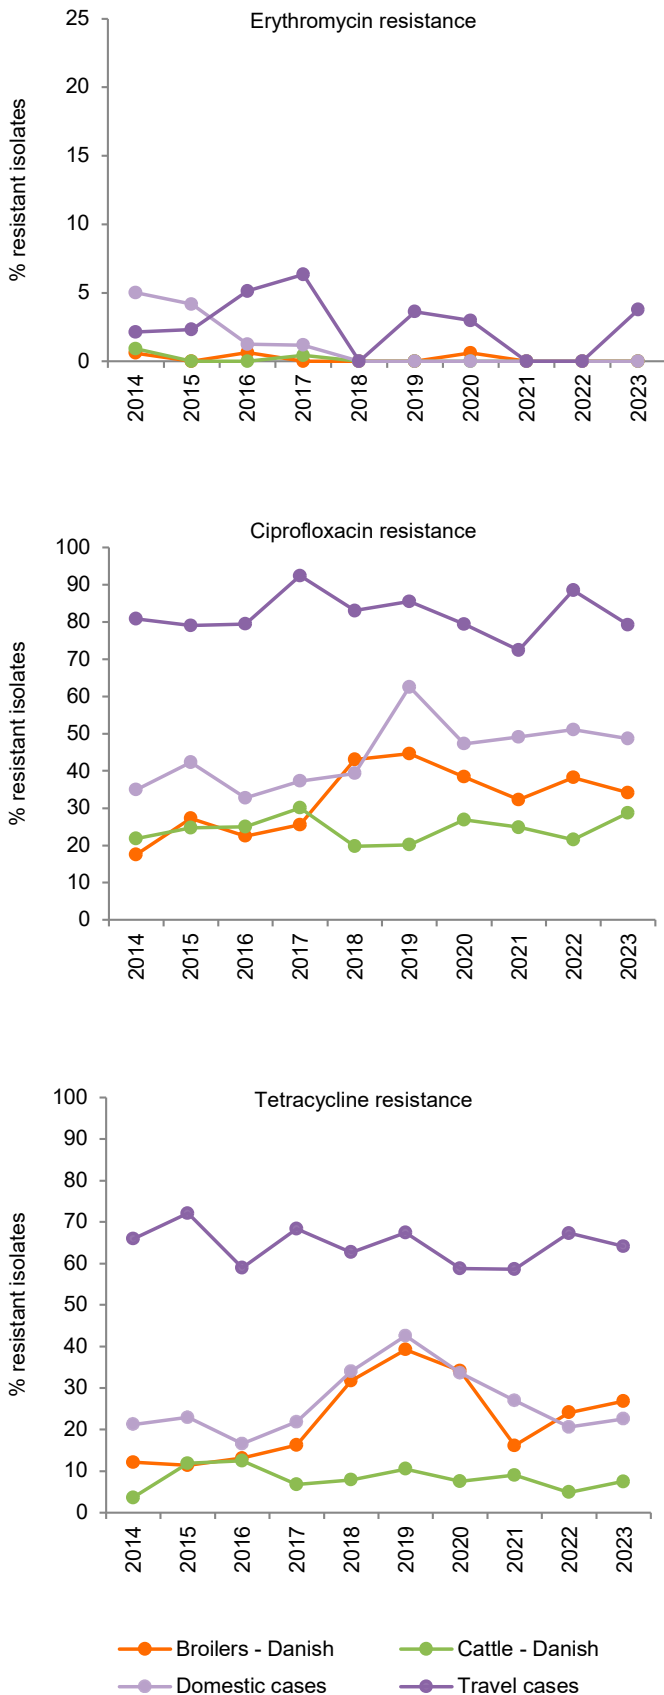 Erythromycin resistance
% resistant isolates
25
20
15
10
5
0
2014 2015 2016 2017 2018 2019 2020 2021 2022 2023
Ciprofloxacin resistance
% resistant isolates
100
90
80
70
60
50
40
30
20
10
0
2014 2015 2016 2017 2018 2019 2020 2021 2022 2023
Tetracycline resistance
% resistant isolates
100
90
80
70
60
50
40
30
20
10
0
2014 2015 2016 2017 2018 2019 2020 2021 2022 2023
Broilers - Danish Cattle - Danish
Domestic cases Travel cases